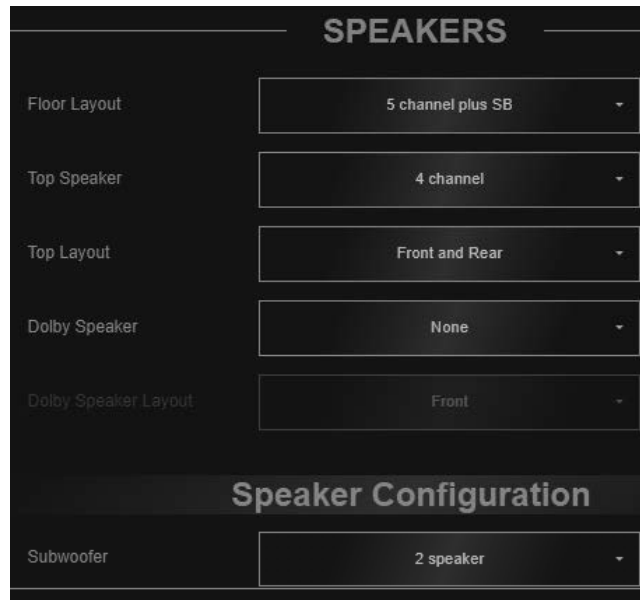 SPEAKERS
Floor Layout 5 channel plus SB
Top Speaker 4 channel
Top Layout Front and Rear
Dolby Speaker None
Dolby Speaker Layout Front
Speaker Configuration
Subwoofer 2 speaker